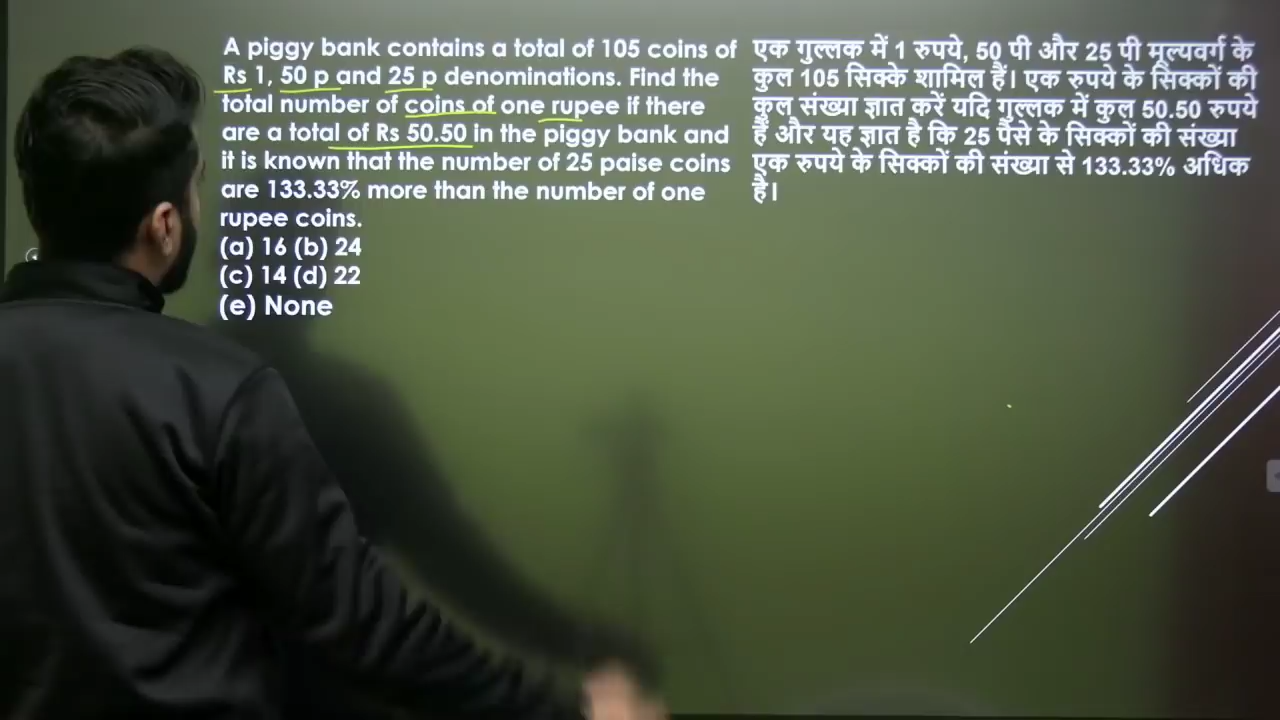 A piggy bank contains a total of 105 coins of
Rs 1, 50 p and 25 p denominations. Find the
total number of coins of one rupee if there
are a total of Rs 50.50 in the piggy bank and
it is known that the number of 25 paise coins
are 133.33% more than the number of one
rupee coins.
(a) 16 (b) 24
(c) 14 (d) 22
(e) None
एक गुल्लक में 1 रुपये, 50 पी और 25 पी मूल्यवर्ग के
कुल 105 सिक्के शामिल हैं। एक रुपये के सिक्कों की
कुल संख्या ज्ञात करें यदि गुल्लक में कुल 50.50 रुपये
हैं और यह ज्ञात है कि 25 पैसे के सिक्कों की संख्या
एक रुपये के सिक्कों की संख्या से 133.33% अधिक
है।